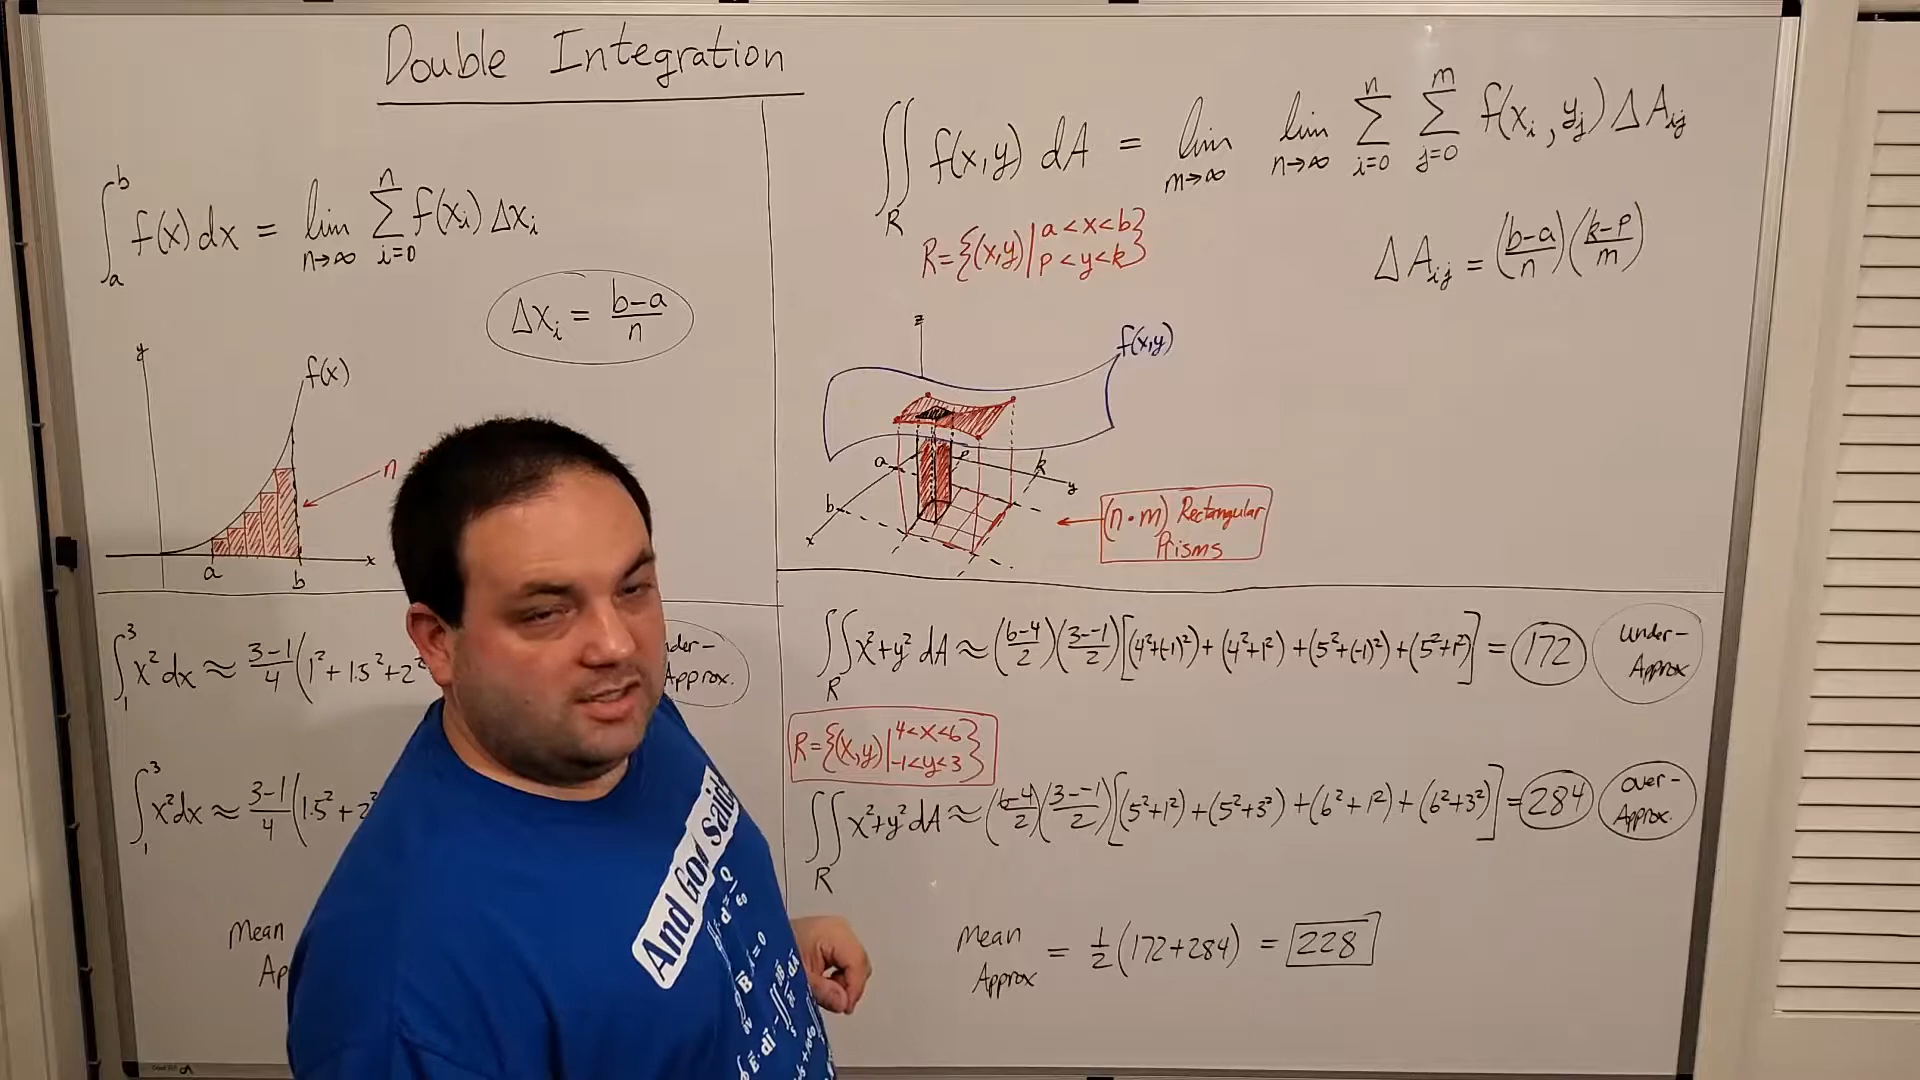 Double Integration
∫_a^b f(x) dx = lim_{n→∞} Σ_{i=0}^{n} f(x_i) Δx_i
Δx_i = (b-a)/n
y
f(x)
n
a
b
x
∫_1^3 x² dx ≈ (3-1)/4 (1² + 1.5² + 2²
Approx.
∫_1^3 x² dx ≈ (3-1)/4 (1.5² + 2²
Mean
∬_R f(x,y) dA = lim_{m→∞} lim_{n→∞} Σ_{i=0}^{n} Σ_{j=0}^{m} f(x_i, y_j) ΔA_ij
R = {(x,y) | a < x < b
p < y < k}
ΔA_ij = ((b-a)/n) ((k-p)/m)
z
f(x,y)
a
p
k
y
b
x
(n·m) Rectangular
Prisms
∬_R x²+y² dA ≈ ((6-4)/2) ((3--1)/2) [(4²+(-1)²) + (4²+1²) + (5²+(-1)²) + (5²+1²)] = 172
Under-
Approx
R = {(x,y) | 4<x<6
-1<y<3}
∬_R x²+y² dA ≈ ((6-4)/2) ((3--1)/2) [(5²+1²) + (5²+3²) + (6²+1²) + (6²+3²)] = 284
Over-
Approx.
Mean
Approx = 1/2 (172+284) = 228
And God Said